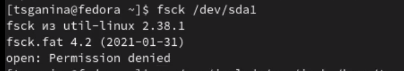 [tsganina@fedora ~]$ fsck /dev/sda1
fsck из util-linux 2.38.1
fsck.fat 4.2 (2021-01-31)
open: Permission denied